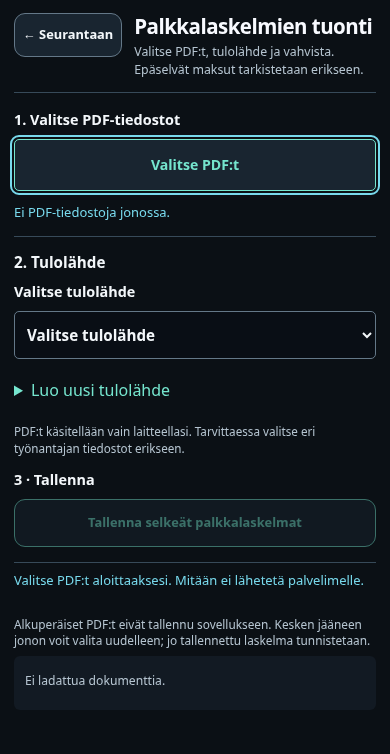 ← Seurantaan
Palkkalaskelmien tuonti
Valitse PDF:t, tulolähde ja vahvista.
Epäselvät maksut tarkistetaan erikseen.
1. Valitse PDF-tiedostot
Valitse PDF:t
Ei PDF-tiedostoja jonossa.
2. Tulolähde
Valitse tulolähde
Valitse tulolähde
Luo uusi tulolähde
PDF:t käsitellään vain laitteellasi. Tarvittaessa valitse eri
työnantajan tiedostot erikseen.
3 · Tallenna
Tallenna selkeät palkkalaskelmat
Valitse PDF:t aloittaaksesi. Mitään ei lähetetä palvelimelle.
Alkuperäiset PDF:t eivät tallennu sovellukseen. Kesken jääneen
jonon voit valita uudelleen; jo tallennettu laskelma tunnistetaan.
Ei ladattua dokumenttia.